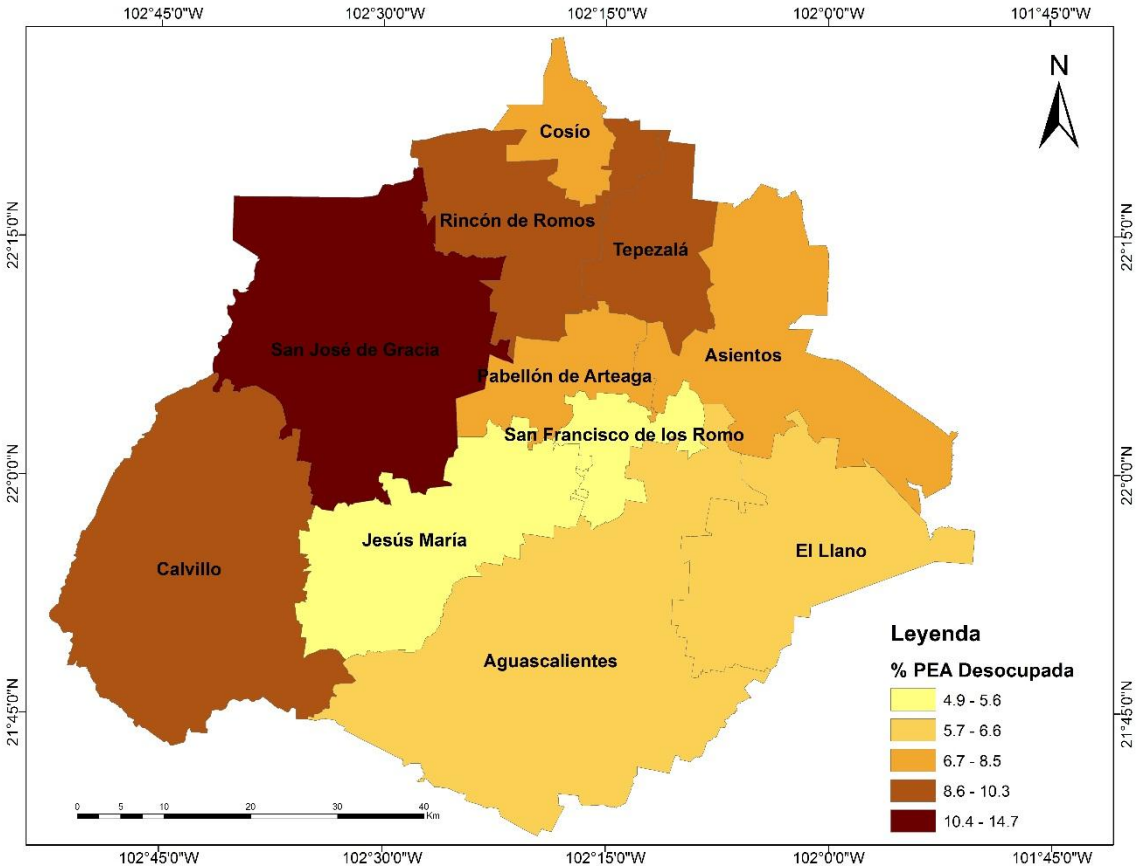 102°45'0"W 102°30'0"W 102°15'0"W 102°0'0"W 101°45'0"W
N
Cosío
Rincón de Romos
Tepezalá
22°15'0"N
22°15'0"N
San José de Gracia
Asientos
Pabellón de Arteaga
San Francisco de los Romo
22°0'0"N
22°0'0"N
Jesús María
El Llano
Calvillo
Aguascalientes
21°45'0"N
21°45'0"N
Leyenda
% PEA Desocupada
4.9 - 5.6
5.7 - 6.6
6.7 - 8.5
8.6 - 10.3
10.4 - 14.7
0 5 10 20 30 40
Km
102°45'0"W 102°30'0"W 102°15'0"W 102°0'0"W 101°45'0"W